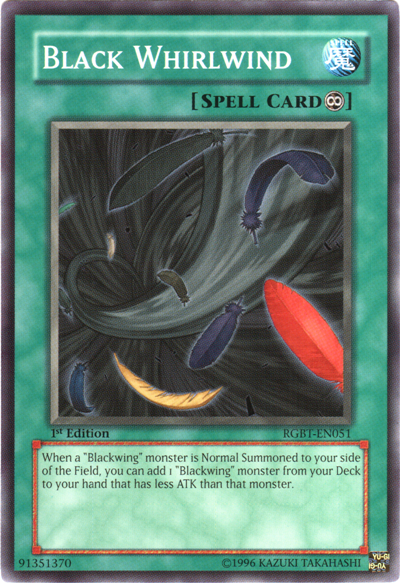 BLACK WHIRLWIND
魔
[SPELL CARD]
1st Edition
RGBT-EN051
When a "Blackwing" monster is Normal Summoned to your side
of the Field, you can add 1 "Blackwing" monster from your Deck
to your hand that has less ATK than that monster.
91351370
©1996 KAZUKI TAKAHASHI